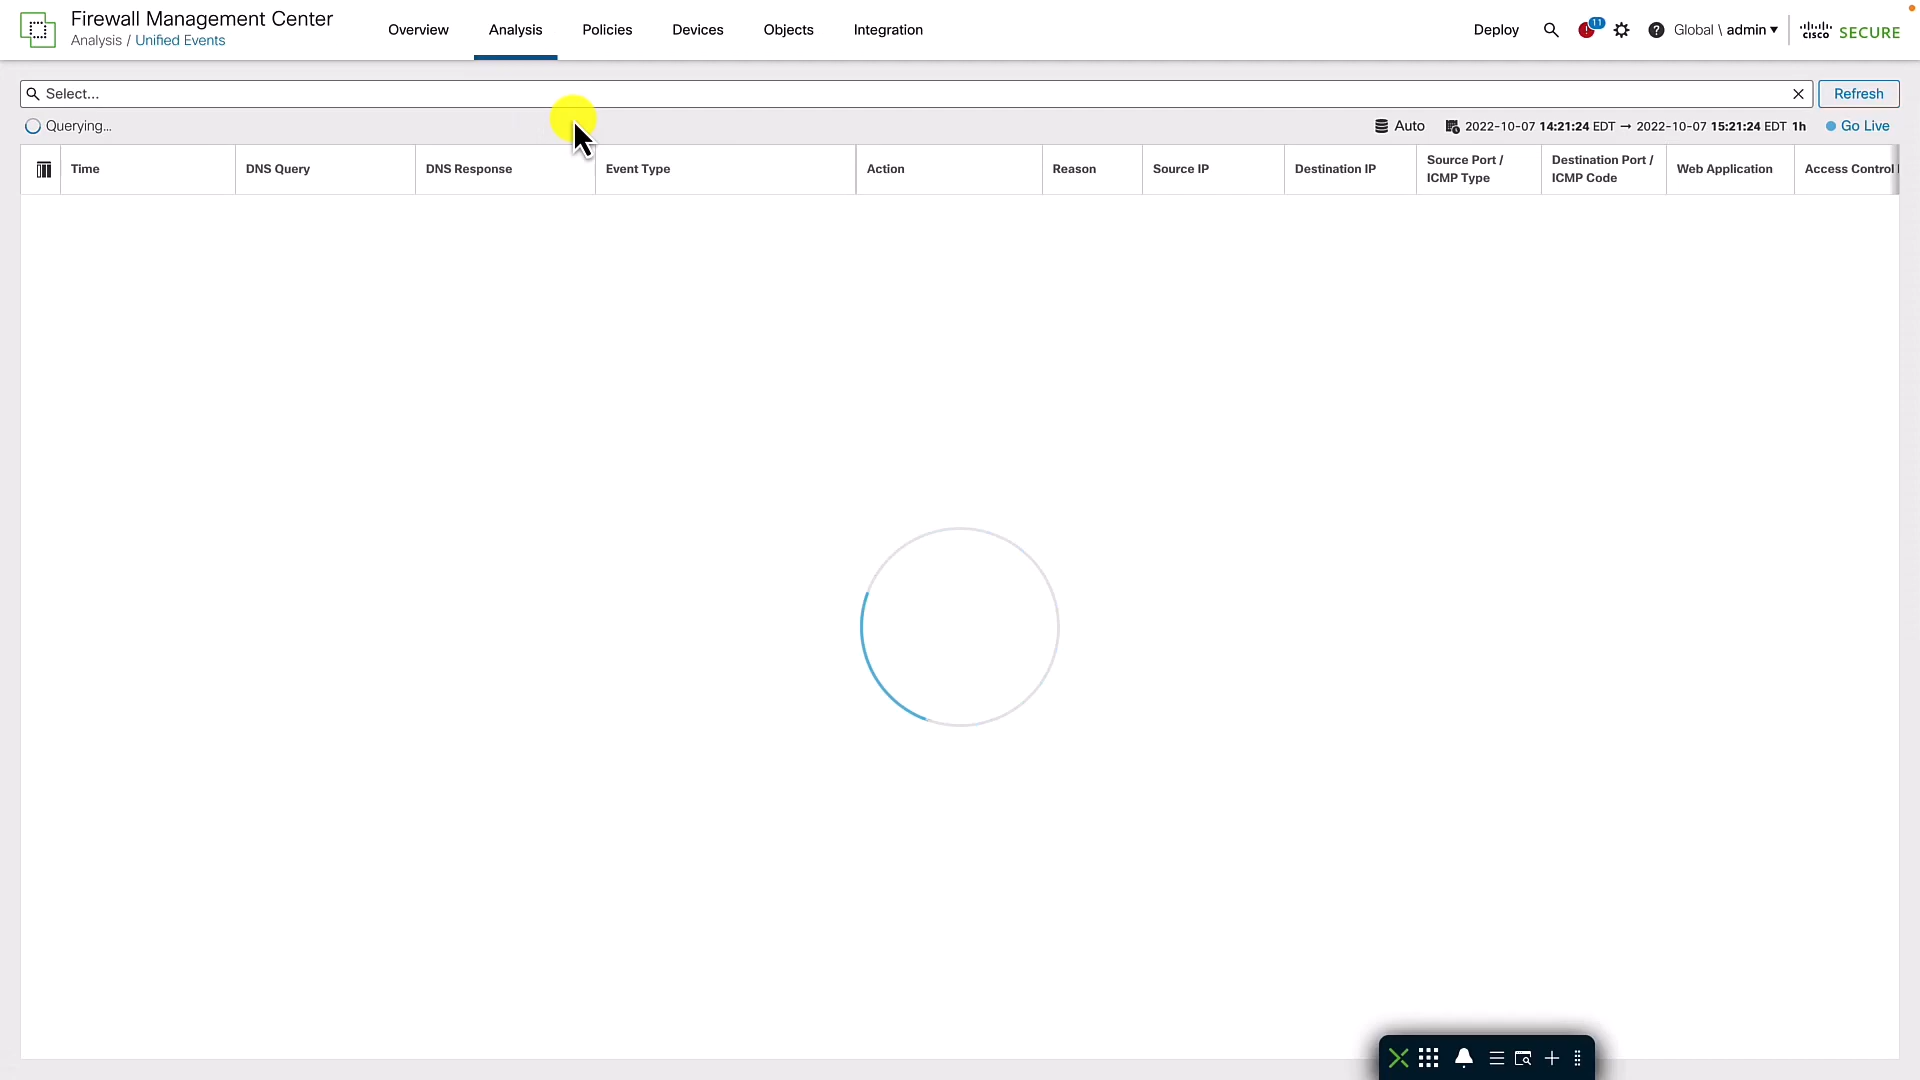 Firewall Management Center
Analysis / Unified Events
Overview
Analysis
Policies
Devices
Objects
Integration
Deploy
11
Global \ admin
cisco SECURE
Select...
Refresh
Querying...
Auto
2022-10-07 14:21:24 EDT → 2022-10-07 15:21:24 EDT 1h
Go Live
Time
DNS Query
DNS Response
Event Type
Action
Reason
Source IP
Destination IP
Source Port /
ICMP Type
Destination Port /
ICMP Code
Web Application
Access Control